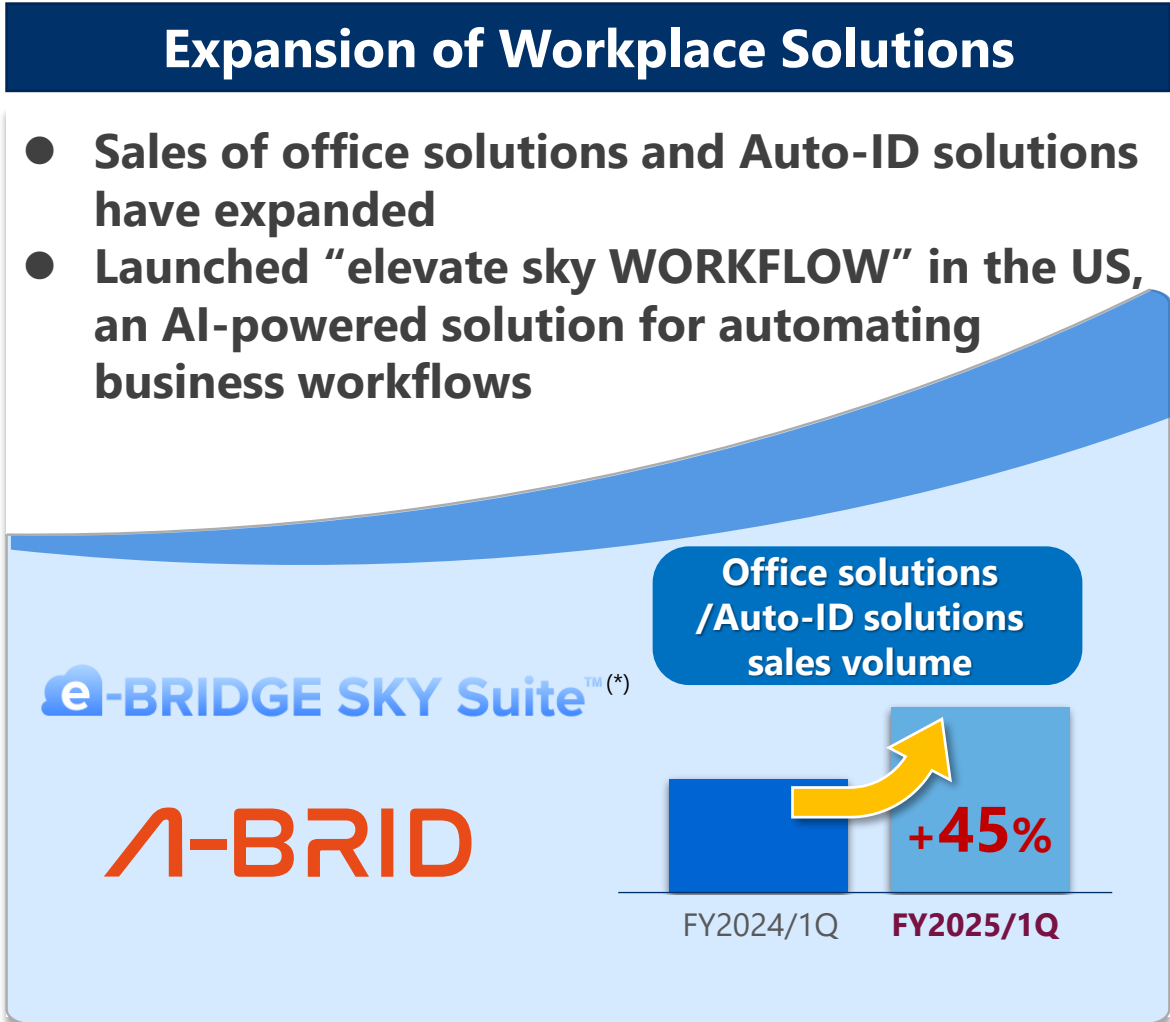 Expansion of Workplace Solutions
● Sales of office solutions and Auto-ID solutions
have expanded
● Launched “elevate sky WORKFLOW” in the US,
an AI-powered solution for automating
business workflows
Office solutions
/Auto-ID solutions
sales volume
e-BRIDGE SKY Suite™(*)
A-BRID
+45%
FY2024/1Q
FY2025/1Q